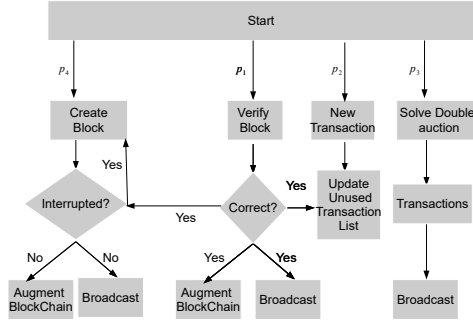 Start
p4
p1
p2
p3
Create
Block
Verify
Block
New
Transaction
Solve Double
auction
Yes
Interrupted?
Yes
Correct?
Yes
Update
Unused
Transaction
List
Transactions
No
No
Yes
Yes
Augment
BlockChain
Broadcast
Augment
BlockChain
Broadcast
Broadcast